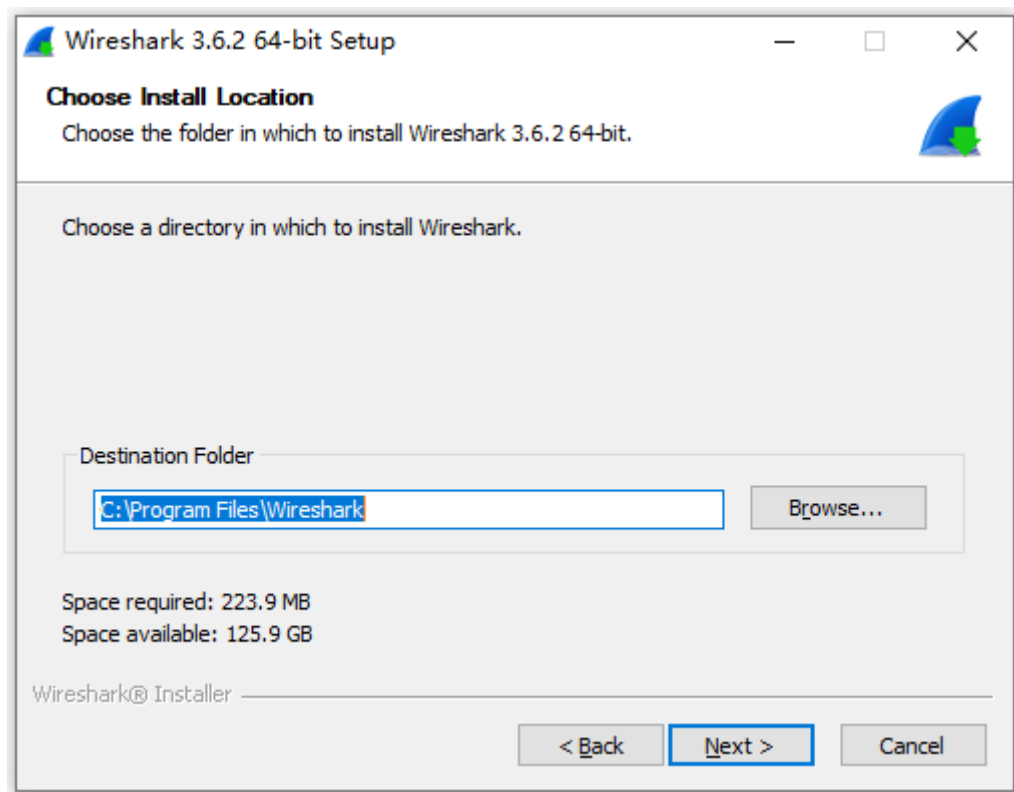 Wireshark 3.6.2 64-bit Setup
Choose Install Location
Choose the folder in which to install Wireshark 3.6.2 64-bit.
Choose a directory in which to install Wireshark.
Destination Folder
C:\Program Files\Wireshark
Browse...
Space required: 223.9 MB
Space available: 125.9 GB
Wireshark® Installer
< Back Next > Cancel